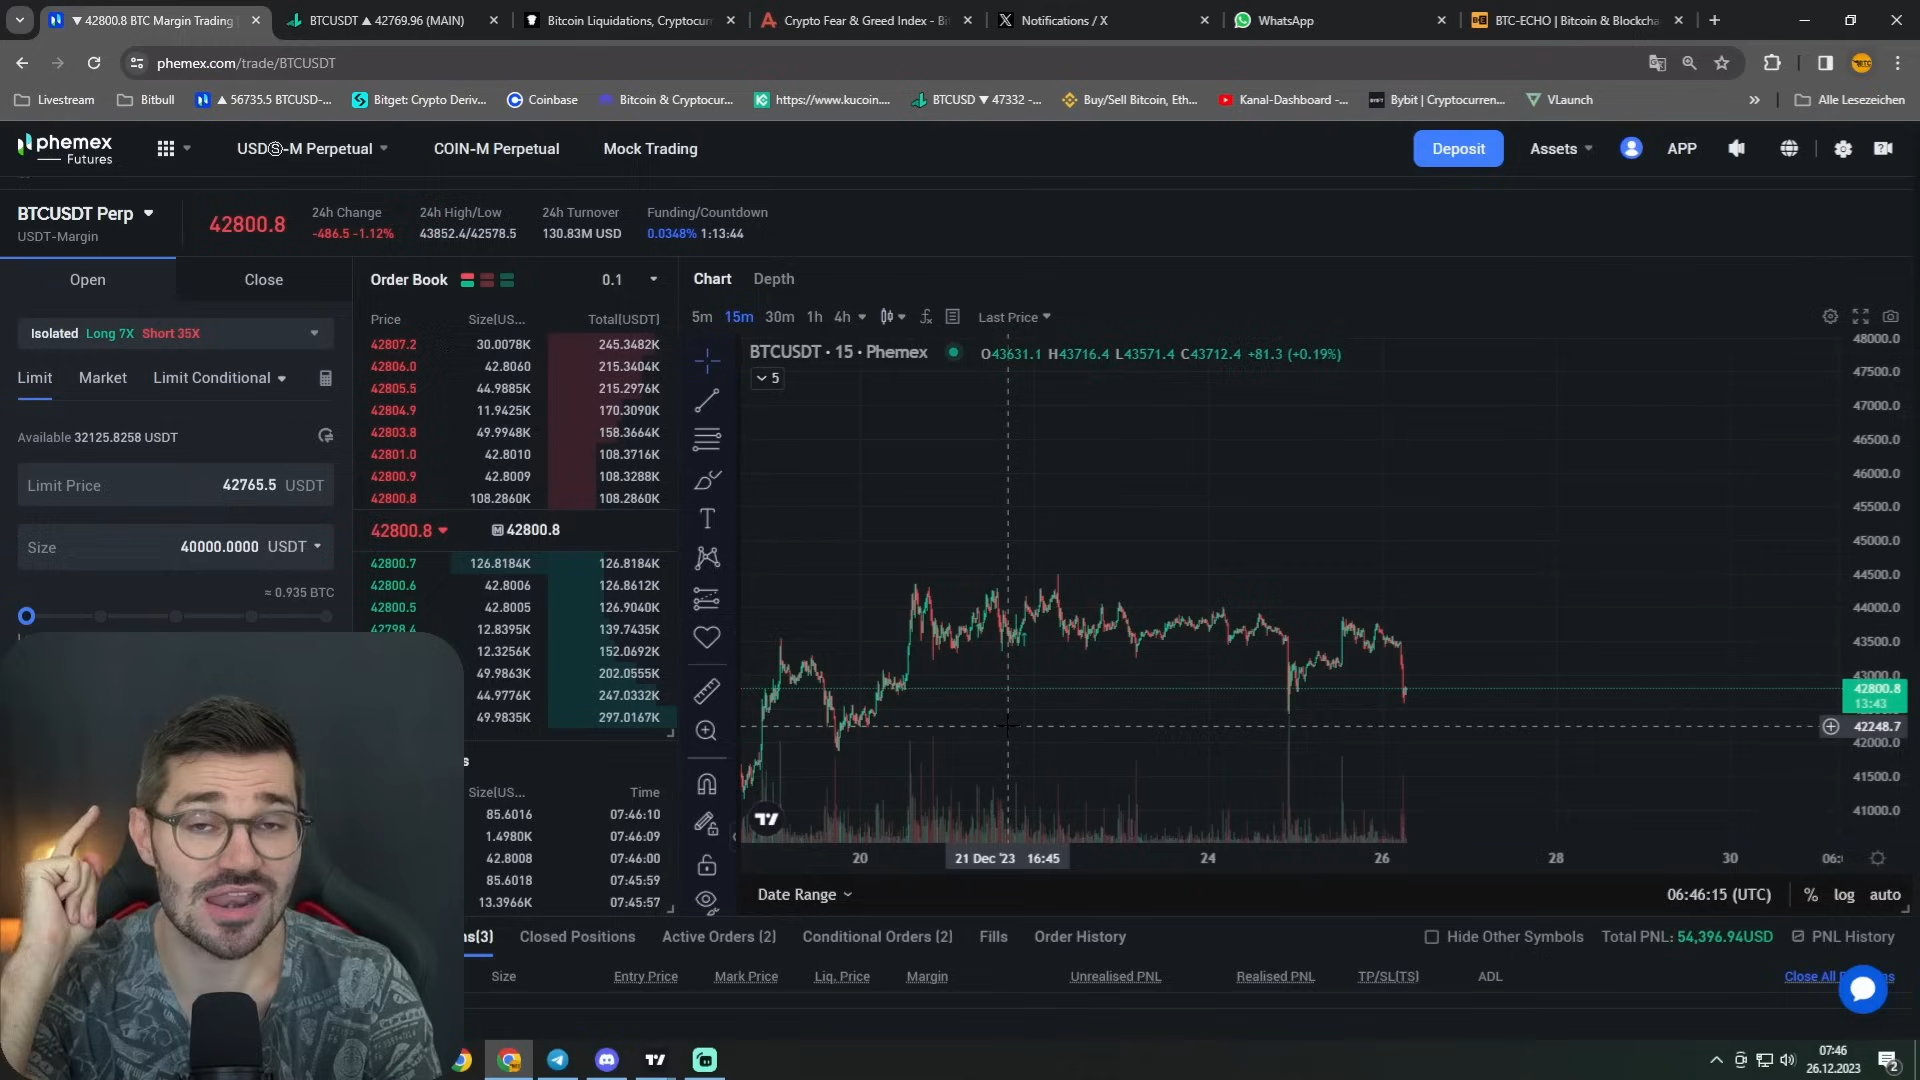 ▼ 42800.8 BTC Margin Trading
BTCUSDT ▲ 42769.96 (MAIN)
Bitcoin Liquidations, Cryptocurr
Crypto Fear & Greed Index - Bi
Notifications / X
WhatsApp
BTC-ECHO | Bitcoin & Blockcha
phemex.com/trade/BTCUSDT
Livestream
Bitbull
▲ 56735.5 BTCUSD-...
Bitget: Crypto Deriv...
Coinbase
Bitcoin & Cryptocur...
https://www.kucoin....
BTCUSD ▼ 47332 -...
Buy/Sell Bitcoin, Et...
Kanal-Dashboard -...
Bybit | Cryptocurren...
VLaunch
»
Alle Lesezeichen
phemex
Futures
USDⓈ-M Perpetual
COIN-M Perpetual
Mock Trading
Deposit
Assets
APP
BTCUSDT Perp
USDT-Margin
42800.8
24h Change
-486.5 -1.12%
24h High/Low
43852.4/42578.5
24h Turnover
130.83M USD
Funding/Countdown
0.0348% 1:13:44
Open
Close
Isolated Long 7X Short 35X
Limit
Market
Limit Conditional
Available 32125.8258 USDT
Limit Price 42765.5 USDT
Size 40000.0000 USDT
≈ 0.935 BTC
Order Book
0.1
Price Size(US... Total(USDT)
42807.2 30.0078K 245.3482K
42806.0 42.8060 215.3404K
42805.5 44.9885K 215.2976K
42804.9 11.9425K 170.3090K
42803.8 49.9948K 158.3664K
42801.0 42.8010 108.3716K
42800.9 42.8009 108.3288K
42800.8 108.2860K 108.2860K
42800.8 M 42800.8
42800.7 126.8184K 126.8184K
42800.6 42.8006 126.8612K
42800.5 42.8005 126.9040K
42798.4 12.8395K 139.7435K
12.3256K 152.0692K
49.9863K 202.0555K
44.9776K 247.0332K
49.9835K 297.0167K
s
Size(US... Time
85.6016 07:46:10
1.4980K 07:46:09
42.8008 07:46:00
85.6018 07:45:59
13.3966K 07:45:57
Chart
Depth
5m 15m 30m 1h 4h
Last Price
BTCUSDT · 15 · Phemex
O43631.1 H43716.4 L43571.4 C43712.4 +81.3 (+0.19%)
5
48000.0
47500.0
47000.0
46500.0
46000.0
45500.0
45000.0
44500.0
44000.0
43500.0
43000.0
42800.8
13:43
42248.7
42000.0
41500.0
41000.0
20
21 Dec '23 16:45
24
26
28
30
06:
Date Range
06:46:15 (UTC)
% log auto
ns(3)
Closed Positions
Active Orders (2)
Conditional Orders (2)
Fills
Order History
Hide Other Symbols
Total PNL: 54,396.94USD
PNL History
Size
Entry Price
Mark Price
Liq. Price
Margin
Unrealised PNL
Realised PNL
TP/SL(TS)
ADL
Close All
ns
07:46
26.12.2023
2